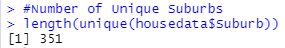 > #Number of Unique Suburbs
> length(unique(housedata$Suburb))
[1] 351